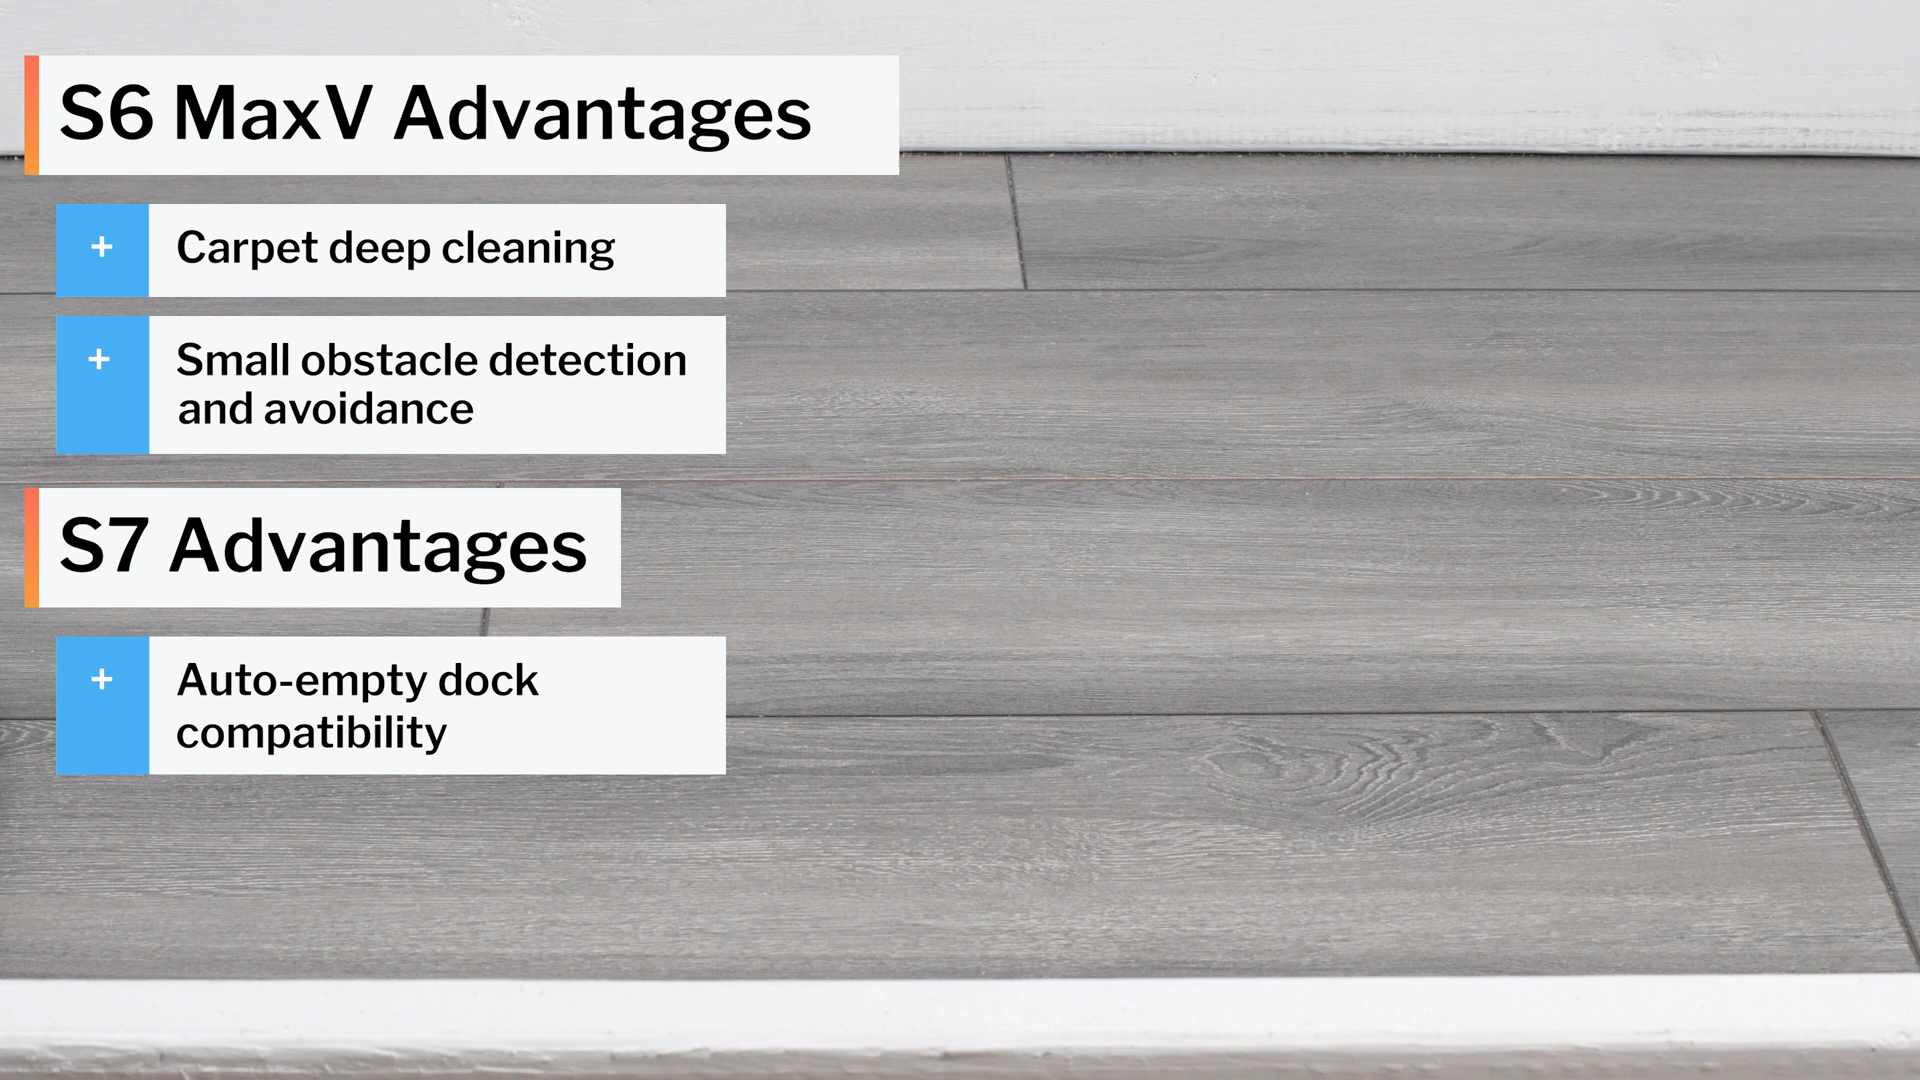 S6 MaxV Advantages
+ Carpet deep cleaning
+ Small obstacle detection
and avoidance
S7 Advantages
+ Auto-empty dock
compatibility